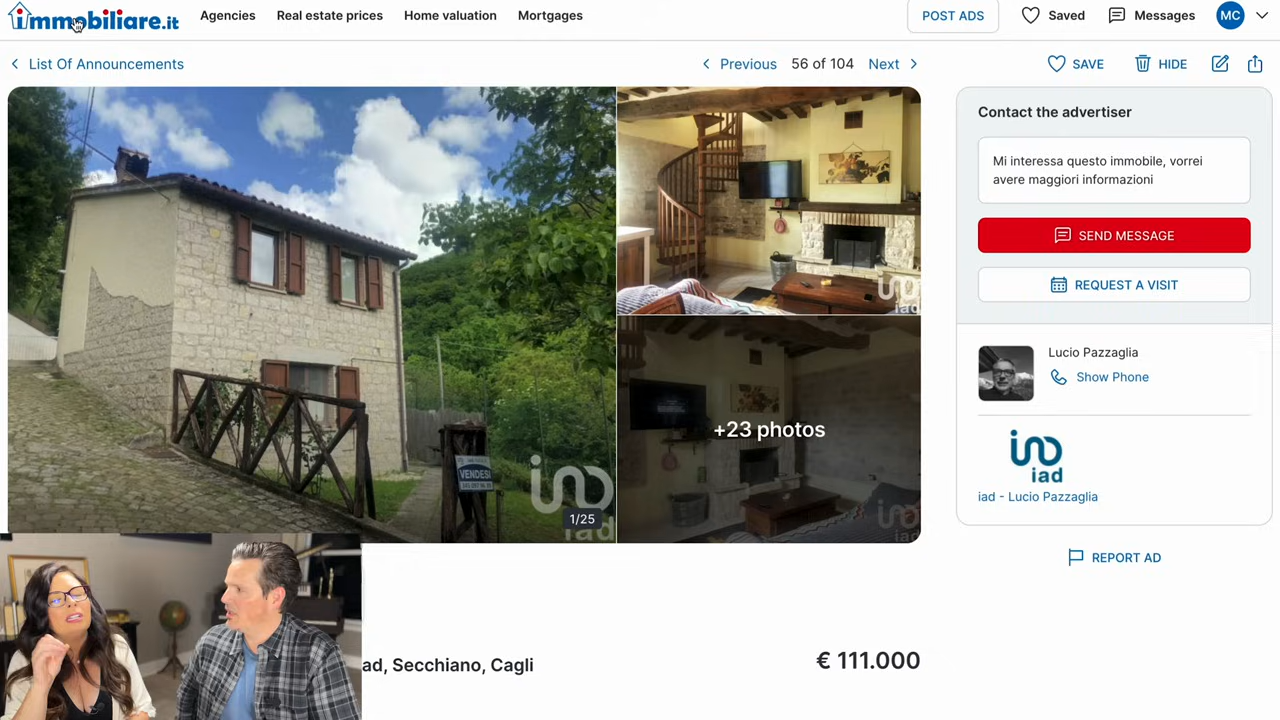 immobiliare.it
Agencies
Real estate prices
Home valuation
Mortgages
POST ADS
Saved
Messages
MC
List Of Announcements
Previous
56 of 104
Next
SAVE
HIDE
VENDESI
iad
1/25
iad
+23 photos
iad
Contact the advertiser
Mi interessa questo immobile, vorrei
avere maggiori informazioni
SEND MESSAGE
REQUEST A VISIT
Lucio Pazzaglia
Show Phone
iad
iad - Lucio Pazzaglia
REPORT AD
ad, Secchiano, Cagli
€ 111.000